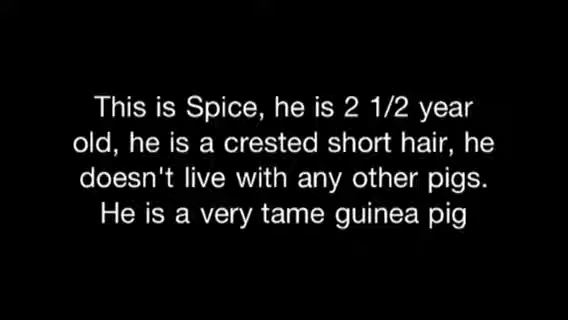 This is Spice, he is 2 1/2 year
old, he is a crested short hair, he
doesn't live with any other pigs.
He is a very tame guinea pig